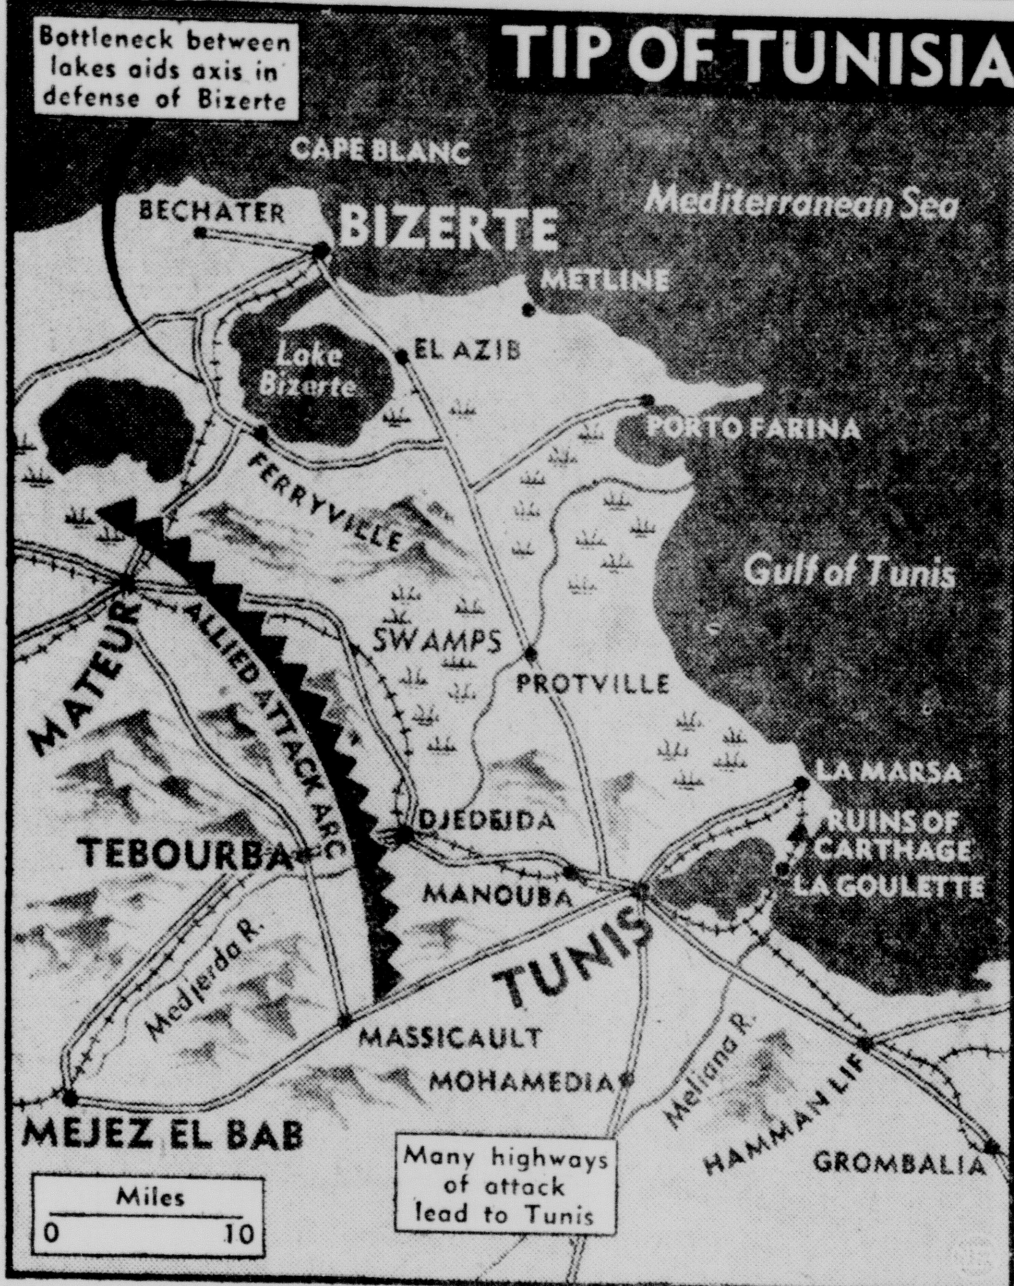 Bottleneck between
lakes aids axis in
defense of Bizerte
TIP OF TUNISIA
CAPE BLANC
Mediterranean Sea
BECHATER
BIZERTE
METLINE
Lake
Bizerte
EL AZIB
PORTO FARINA
FERRYVILLE
Gulf of Tunis
ALLIED ATTACK ARC
SWAMPS
MATEUR
PROTVILLE
LA MARSA
DJEDEIDA
RUINS OF
CARTHAGE
TEBOURBA
MANOUBA
LA GOULETTE
TUNIS
Medjerda R.
MASSICAULT
Meliana R.
MOHAMEDIA
HAMMAN LIF
MEJEZ EL BAB
GROMBALIA
Many highways
of attack
lead to Tunis
Miles
0 10